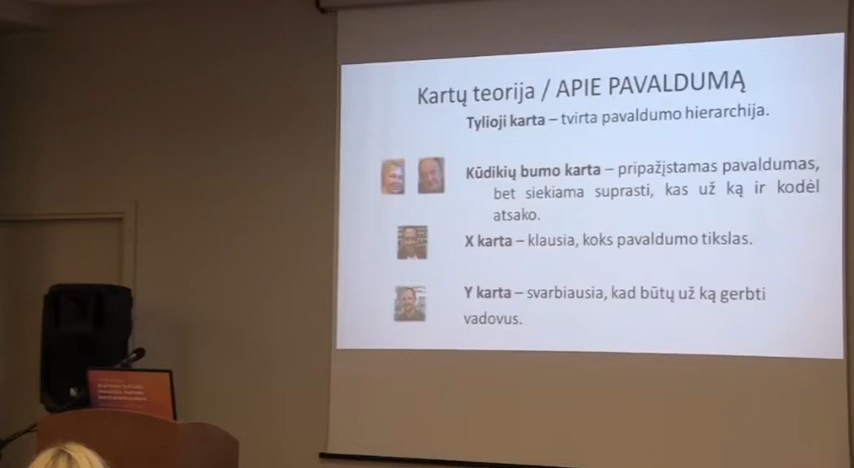 Kartų teorija / APIE PAVALDUMĄ
Tylioji karta – tvirta pavaldumo hierarchija.
Kūdikių bumo karta – pripažįstamas pavaldumas,
bet siekiama suprasti, kas už ką ir kodėl
atsako.
X karta – klausia, koks pavaldumo tikslas.
Y karta – svarbiausia, kad būtų už ką gerbti
vadovus.